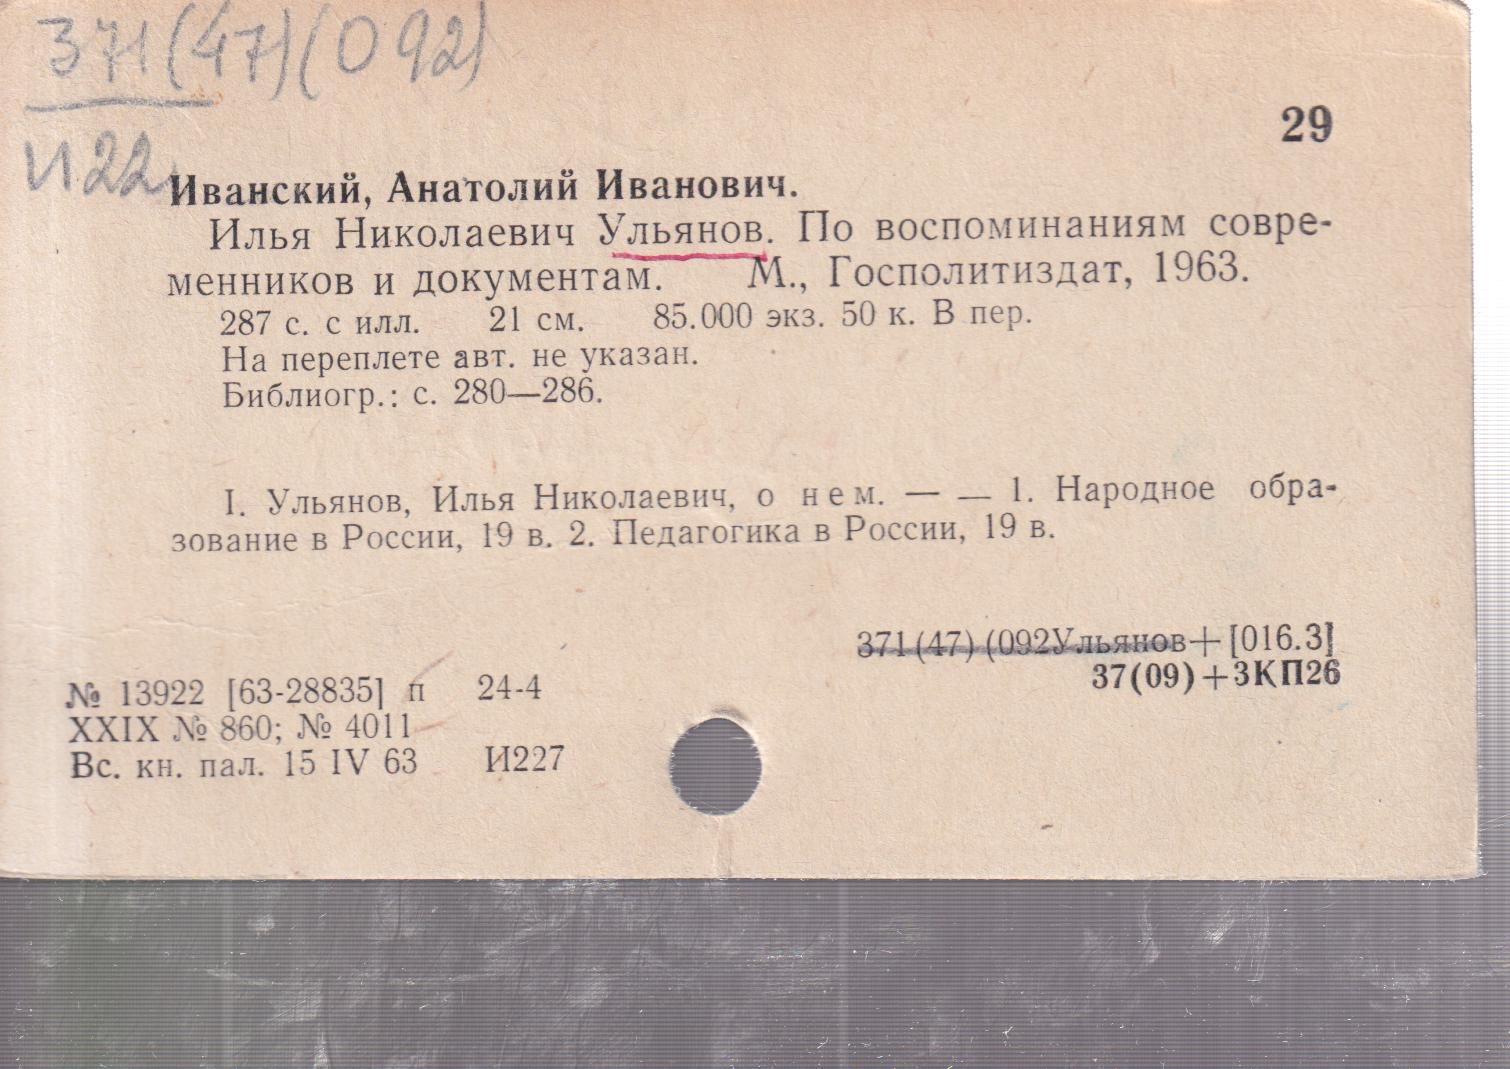 371(47)(092)
И22
29
Иванский, Анатолий Иванович.
Илья Николаевич Ульянов. По воспоминаниям совре-
менников и документам. М., Госполитиздат, 1963.
287 с. с илл. 21 см. 85.000 экз. 50 к. В пер.
На переплете авт. не указан.
Библиогр.: с. 280—286.
I. Ульянов, Илья Николаевич, о нем. — — 1. Народное обра-
зование в России, 19 в. 2. Педагогика в России, 19 в.
371(47)(092Ульянов+[016.3]
37(09)+3КП26
№ 13922 [63-28835] п 24-4
XXIX № 860; № 4011
Вс. кн. пал. 15 IV 63 И227